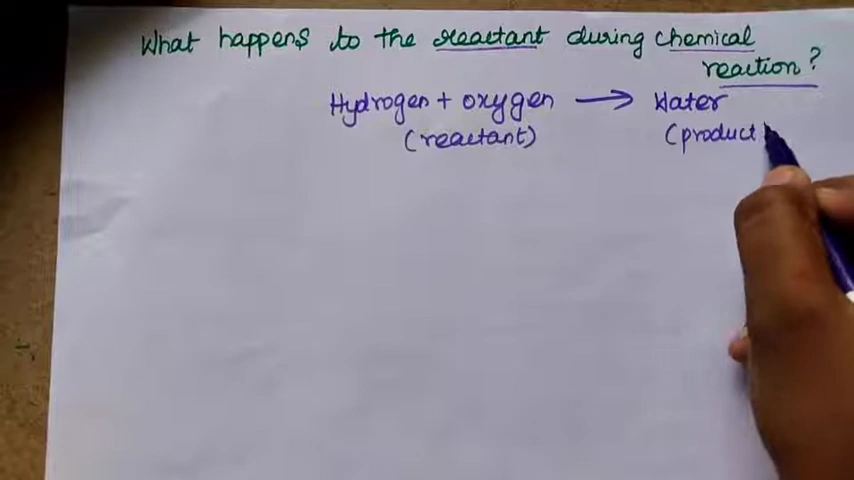 What happens to The reactant during chemical
reaction?
Hydrogen + oxygen → Water
(reactant) (product